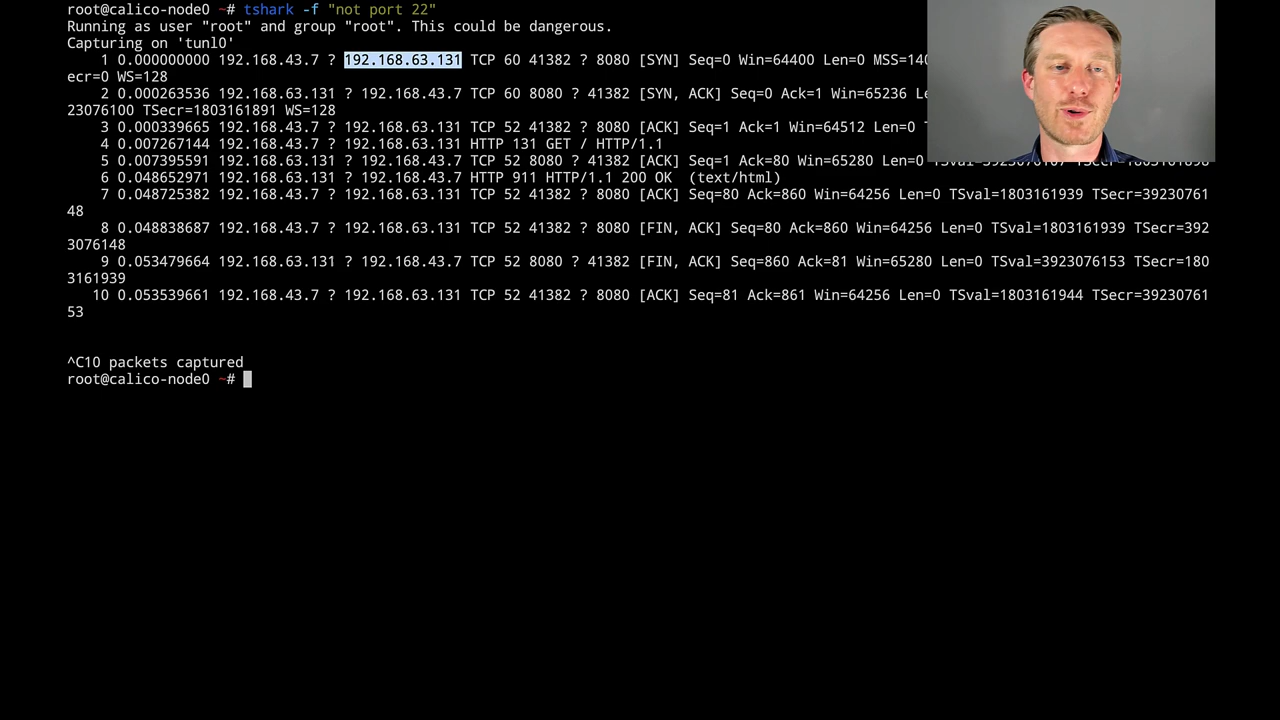 root@calico-node0 ~# tshark -f "not port 22"
Running as user "root" and group "root". This could be dangerous.
Capturing on 'tunl0'
1 0.000000000 192.168.43.7 ? 192.168.63.131 TCP 60 41382 ? 8080 [SYN] Seq=0 Win=64400 Len=0
ecr=0 WS=128
2 0.000263536 192.168.63.131 ? 192.168.43.7 TCP 60 8080 ? 41382 [SYN, ACK] Seq=0 Ack=1 Win=65236
23076100 TSecr=1803161891 WS=128
3 0.000339665 192.168.43.7 ? 192.168.63.131 TCP 52 41382 ? 8080 [ACK] Seq=1 Ack=1 Win=64512 Len=0
4 0.007267144 192.168.43.7 ? 192.168.63.131 HTTP 131 GET / HTTP/1.1
5 0.007395591 192.168.63.131 ? 192.168.43.7 TCP 52 8080 ? 41382 [ACK] Seq=1 Ack=80 Win=65280 Len=0
6 0.048652971 192.168.63.131 ? 192.168.43.7 HTTP 911 HTTP/1.1 200 OK  (text/html)
7 0.048725382 192.168.43.7 ? 192.168.63.131 TCP 52 41382 ? 8080 [ACK] Seq=80 Ack=860 Win=64256 Len=0 TSval=1803161939 TSecr=39230761
48
8 0.048838687 192.168.43.7 ? 192.168.63.131 TCP 52 41382 ? 8080 [FIN, ACK] Seq=80 Ack=860 Win=64256 Len=0 TSval=1803161939 TSecr=392
3076148
9 0.053479664 192.168.63.131 ? 192.168.43.7 TCP 52 8080 ? 41382 [FIN, ACK] Seq=860 Ack=81 Win=65280 Len=0 TSval=3923076153 TSecr=180
3161939
10 0.053539661 192.168.43.7 ? 192.168.63.131 TCP 52 41382 ? 8080 [ACK] Seq=81 Ack=861 Win=64256 Len=0 TSval=1803161944 TSecr=39230761
53
^C10 packets captured
root@calico-node0 ~#